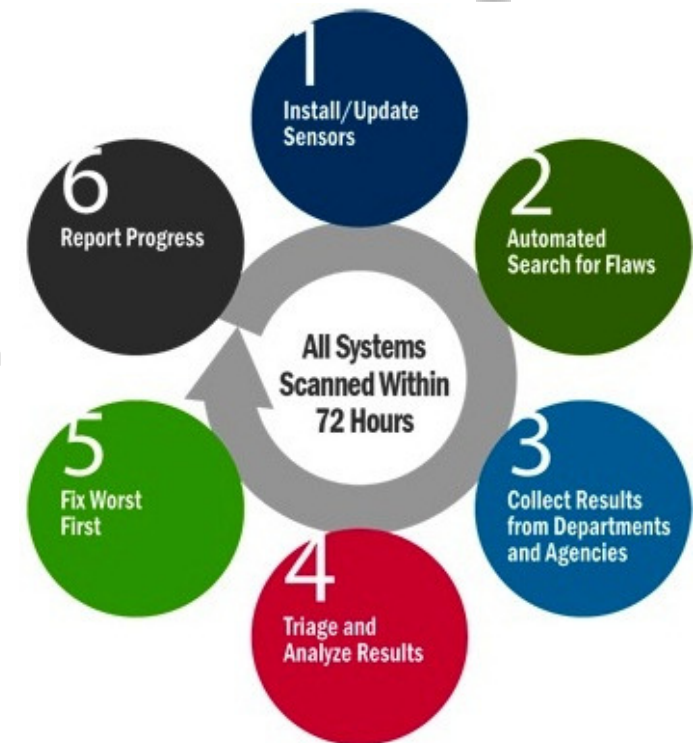 1
Install/Update
Sensors
2
Automated
Search for Flaws
3
Collect Results
from Departments
and Agencies
4
Triage and
Analyze Results
5
Fix Worst
First
6
Report Progress
All Systems
Scanned Within
72 Hours